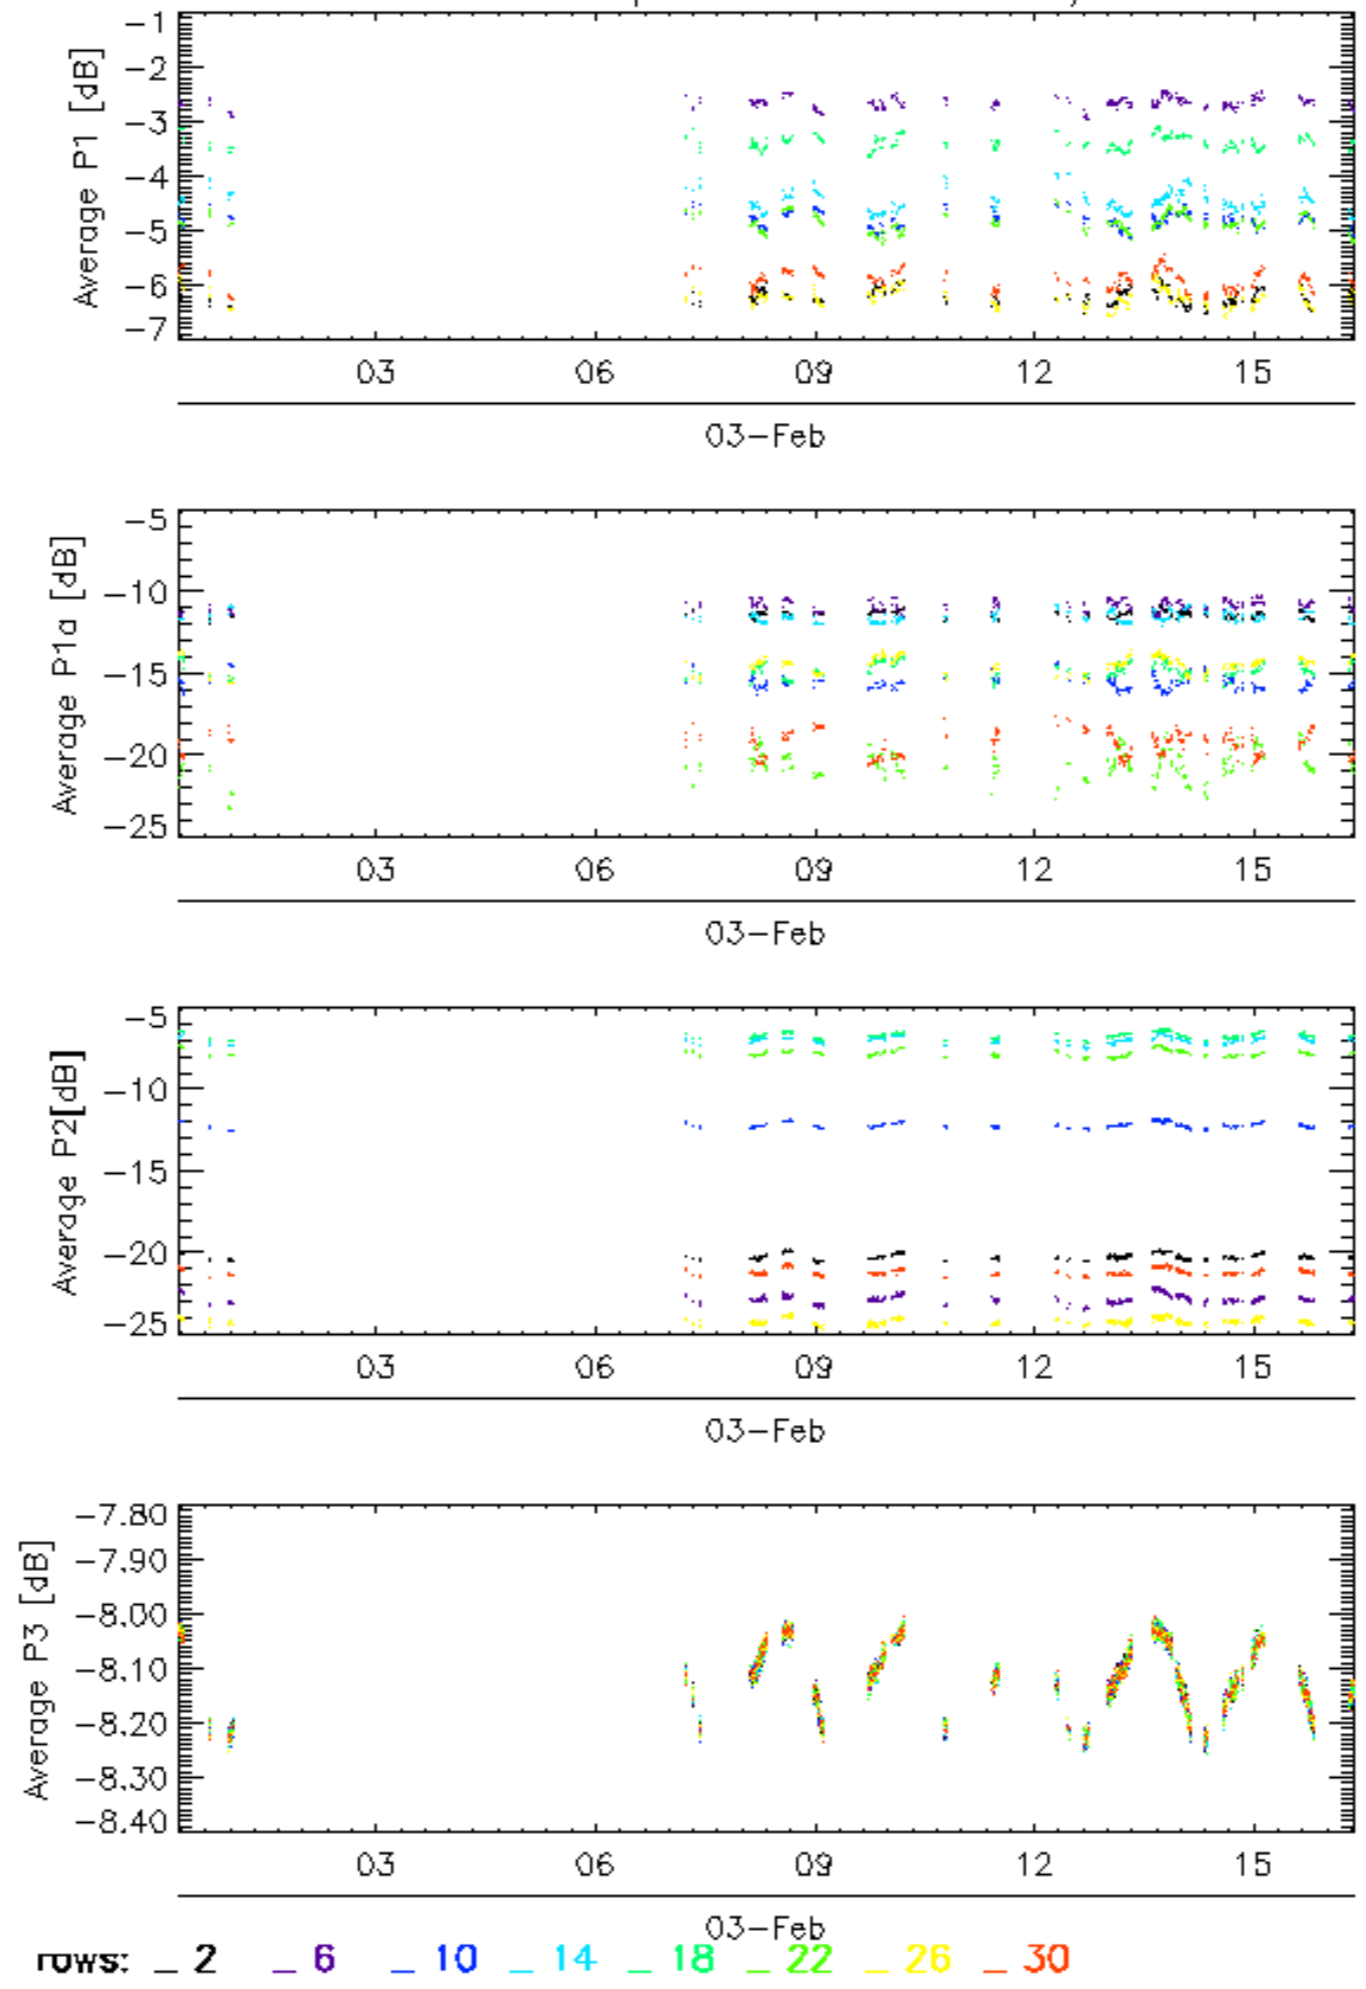 -1
-2
-3
-4
-5
-6
-7
Average P1 [dB]
03 06 09 12 15
03-Feb
-5
-10
-15
-20
-25
Average P1a [dB]
03 06 09 12 15
03-Feb
-5
-10
-15
-20
-25
Average P2[dB]
03 06 09 12 15
03-Feb
-7.80
-7.90
-8.00
-8.10
-8.20
-8.30
-8.40
Average P3 [dB]
03 06 09 12 15
03-Feb
rows: _ 2 _ 6 _ 10 _ 14 _ 18 _ 22 _ 26 _ 30